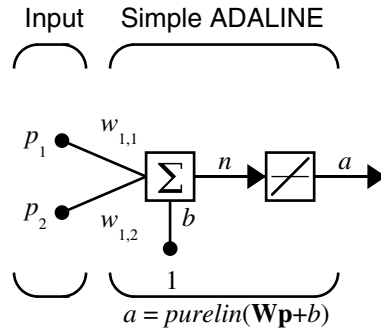 Input Simple ADALINE
p1 w1,1
Σ n a
p2 w1,2 b
1
a = purelin(Wp+b)